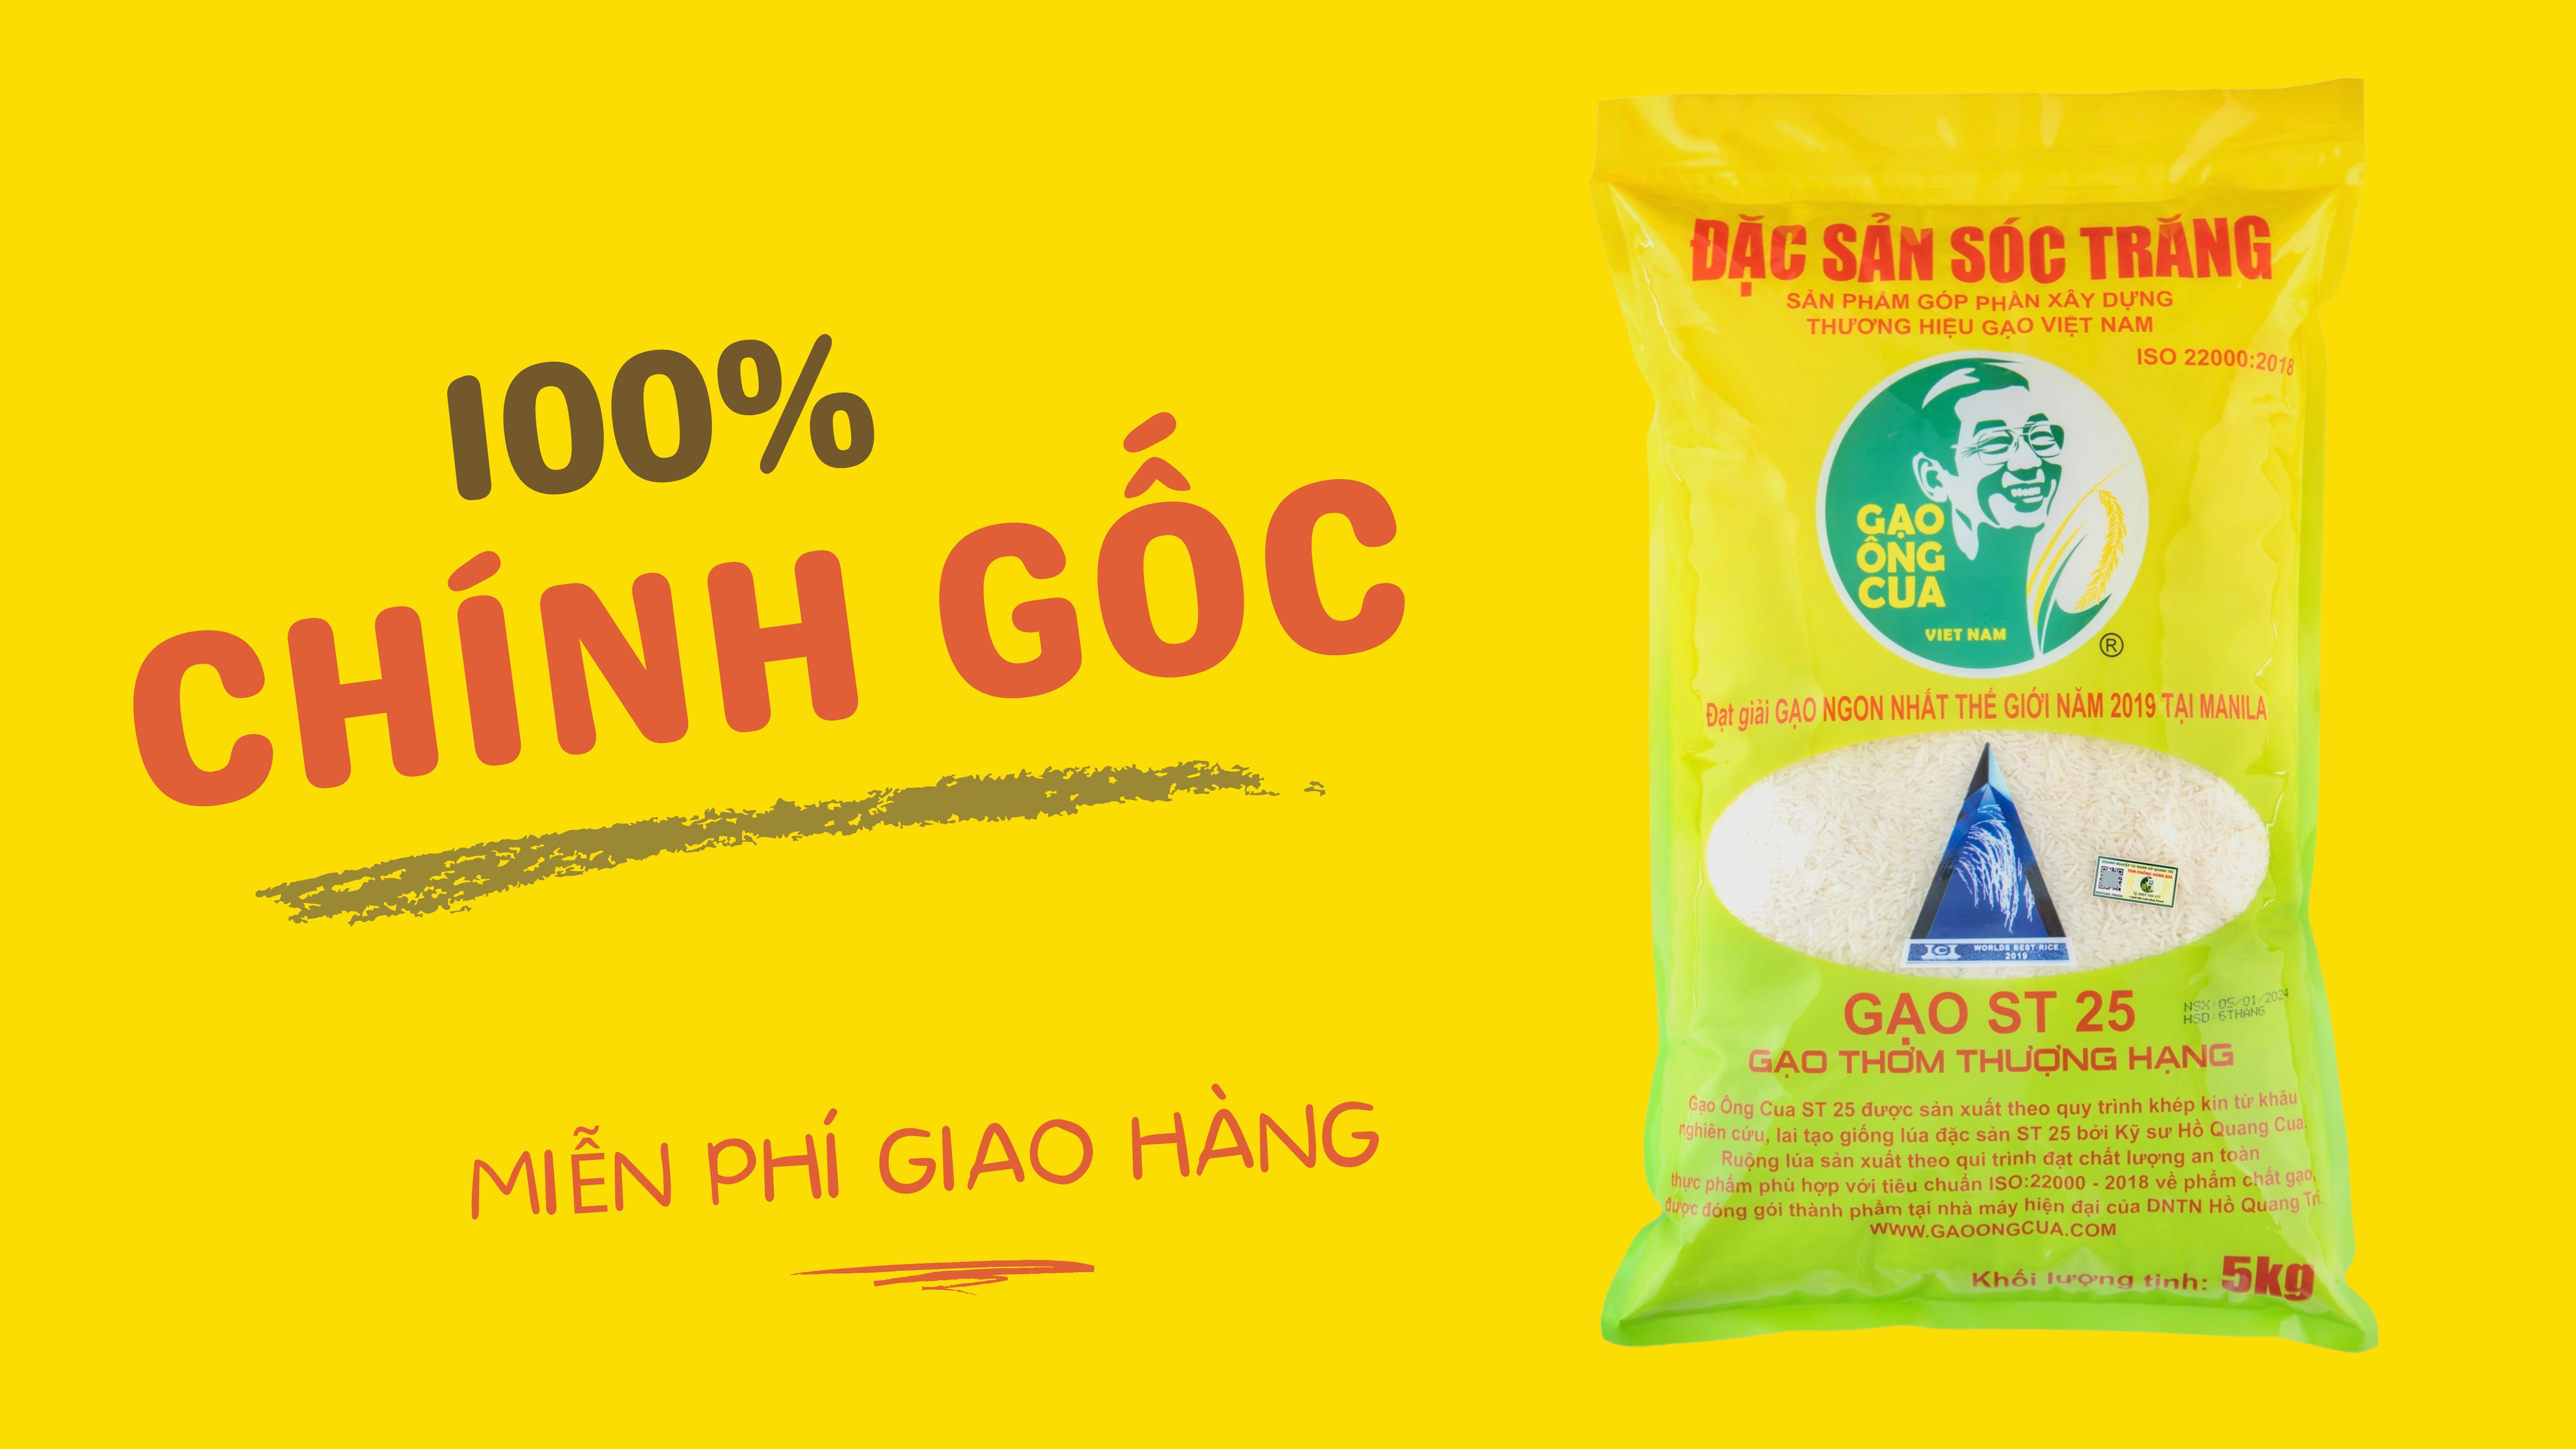 100%
CHÍNH GỐC
MIỄN PHÍ GIAO HÀNG
ĐẶC SẢN SÓC TRĂNG
SẢN PHẨM GÓP PHẦN XÂY DỰNG
THƯƠNG HIỆU GẠO VIỆT NAM
ISO 22000:2018
GẠO
ÔNG
CUA
VIET NAM
®
Đạt giải GẠO NGON NHẤT THẾ GIỚI NĂM 2019 TẠI MANILA
WORLDS BEST RICE
2019
GẠO ST 25
NSX:05/01/2024
HSD:6THANG
GẠO THƠM THƯỢNG HẠNG
Gạo Ông Cua ST 25 được sản xuất theo quy trình khép kín từ khâu
nghiên cứu, lai tạo giống lúa đặc sản ST 25 bởi Kỹ sư Hồ Quang Cua.
Ruộng lúa sản xuất theo qui trình đạt chất lượng an toàn
thực phẩm phù hợp với tiêu chuẩn ISO:22000 - 2018 về phẩm chất gạo,
được đóng gói thành phẩm tại nhà máy hiện đại của DNTN Hồ Quang Trí
WWW.GAOONGCUA.COM
Khối lượng tịnh: 5kg